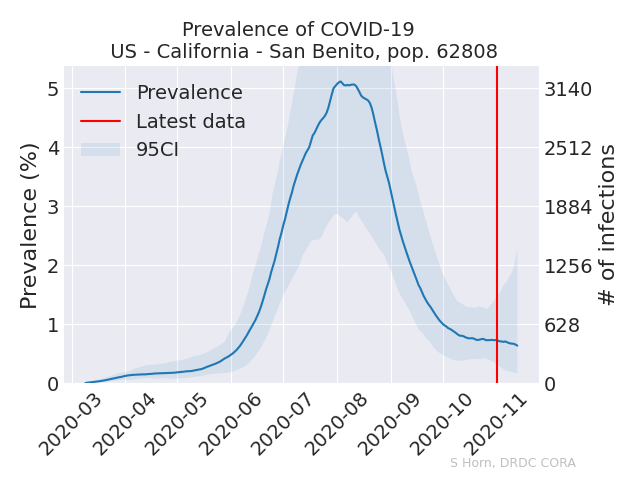 Prevalence of COVID-19
US - California - San Benito, pop. 62808
Prevalence
Latest data
95CI
Prevalence (%)
5
4
3
2
1
0
3140
2512
1884
1256
628
0
# of infections
2020-03
2020-04
2020-05
2020-06
2020-07
2020-08
2020-09
2020-10
2020-11
S Horn, DRDC CORA